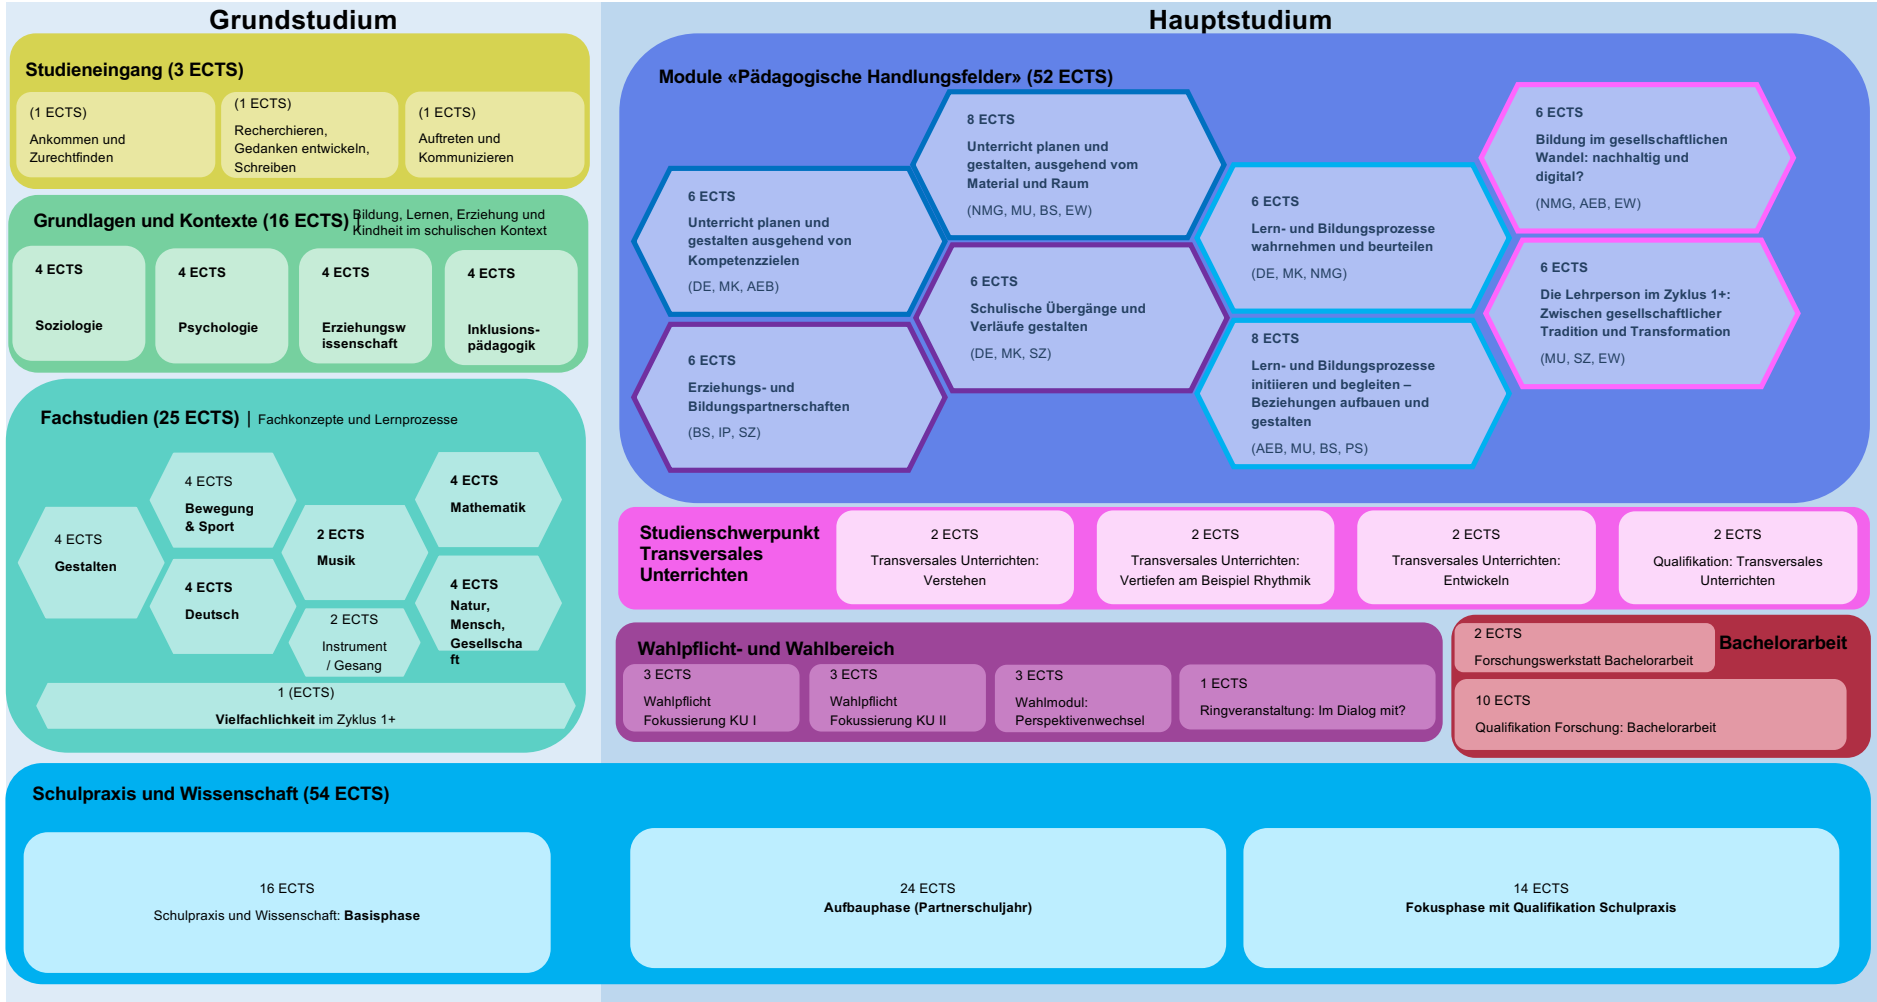 Grundstudium
Hauptstudium
Studieneingang (3 ECTS)
(1 ECTS)
Ankommen und
Zurechtfinden
(1 ECTS)
Recherchieren,
Gedanken entwickeln,
Schreiben
(1 ECTS)
Auftreten und
Kommunizieren
Grundlagen und Kontexte (16 ECTS) |
Bildung, Lernen, Erziehung und
Kindheit im schulischen Kontext
4 ECTS
Soziologie
4 ECTS
Psychologie
4 ECTS
Erziehungsw
issenschaft
4 ECTS
Inklusions-
pädagogik
Fachstudien (25 ECTS) | Fachkonzepte und Lernprozesse
4 ECTS
Gestalten
4 ECTS
Bewegung
& Sport
4 ECTS
Deutsch
2 ECTS
Musik
2 ECTS
Instrument
/ Gesang
4 ECTS
Mathematik
4 ECTS
Natur,
Mensch,
Gesellscha
ft
1 (ECTS)
Vielfachlichkeit im Zyklus 1+
Module «Pädagogische Handlungsfelder» (52 ECTS)
6 ECTS
Unterricht planen und
gestalten ausgehend von
Kompetenzzielen
(DE, MK, AEB)
8 ECTS
Unterricht planen und
gestalten, ausgehend vom
Material und Raum
(NMG, MU, BS, EW)
6 ECTS
Erziehungs- und
Bildungspartnerschaften
(BS, IP, SZ)
6 ECTS
Schulische Übergänge und
Verläufe gestalten
(DE, MK, SZ)
6 ECTS
Lern- und Bildungsprozesse
wahrnehmen und beurteilen
(DE, MK, NMG)
8 ECTS
Lern- und Bildungsprozesse
initiieren und begleiten –
Beziehungen aufbauen und
gestalten
(AEB, MU, BS, PS)
6 ECTS
Bildung im gesellschaftlichen
Wandel: nachhaltig und
digital?
(NMG, AEB, EW)
6 ECTS
Die Lehrperson im Zyklus 1+:
Zwischen gesellschaftlicher
Tradition und Transformation
(MU, SZ, EW)
Studienschwerpunkt
Transversales
Unterrichten
2 ECTS
Transversales Unterrichten:
Verstehen
2 ECTS
Transversales Unterrichten:
Vertiefen am Beispiel Rhythmik
2 ECTS
Transversales Unterrichten:
Entwickeln
2 ECTS
Qualifikation: Transversales
Unterrichten
Wahlpflicht- und Wahlbereich
3 ECTS
Wahlpflicht
Fokussierung KU I
3 ECTS
Wahlpflicht
Fokussierung KU II
3 ECTS
Wahlmodul:
Perspektivenwechsel
1 ECTS
Ringveranstaltung: Im Dialog mit?
Bachelorarbeit
2 ECTS
Forschungswerkstatt Bachelorarbeit
10 ECTS
Qualifikation Forschung: Bachelorarbeit
Schulpraxis und Wissenschaft (54 ECTS)
16 ECTS
Schulpraxis und Wissenschaft: Basisphase
24 ECTS
Aufbauphase (Partnerschuljahr)
14 ECTS
Fokusphase mit Qualifikation Schulpraxis